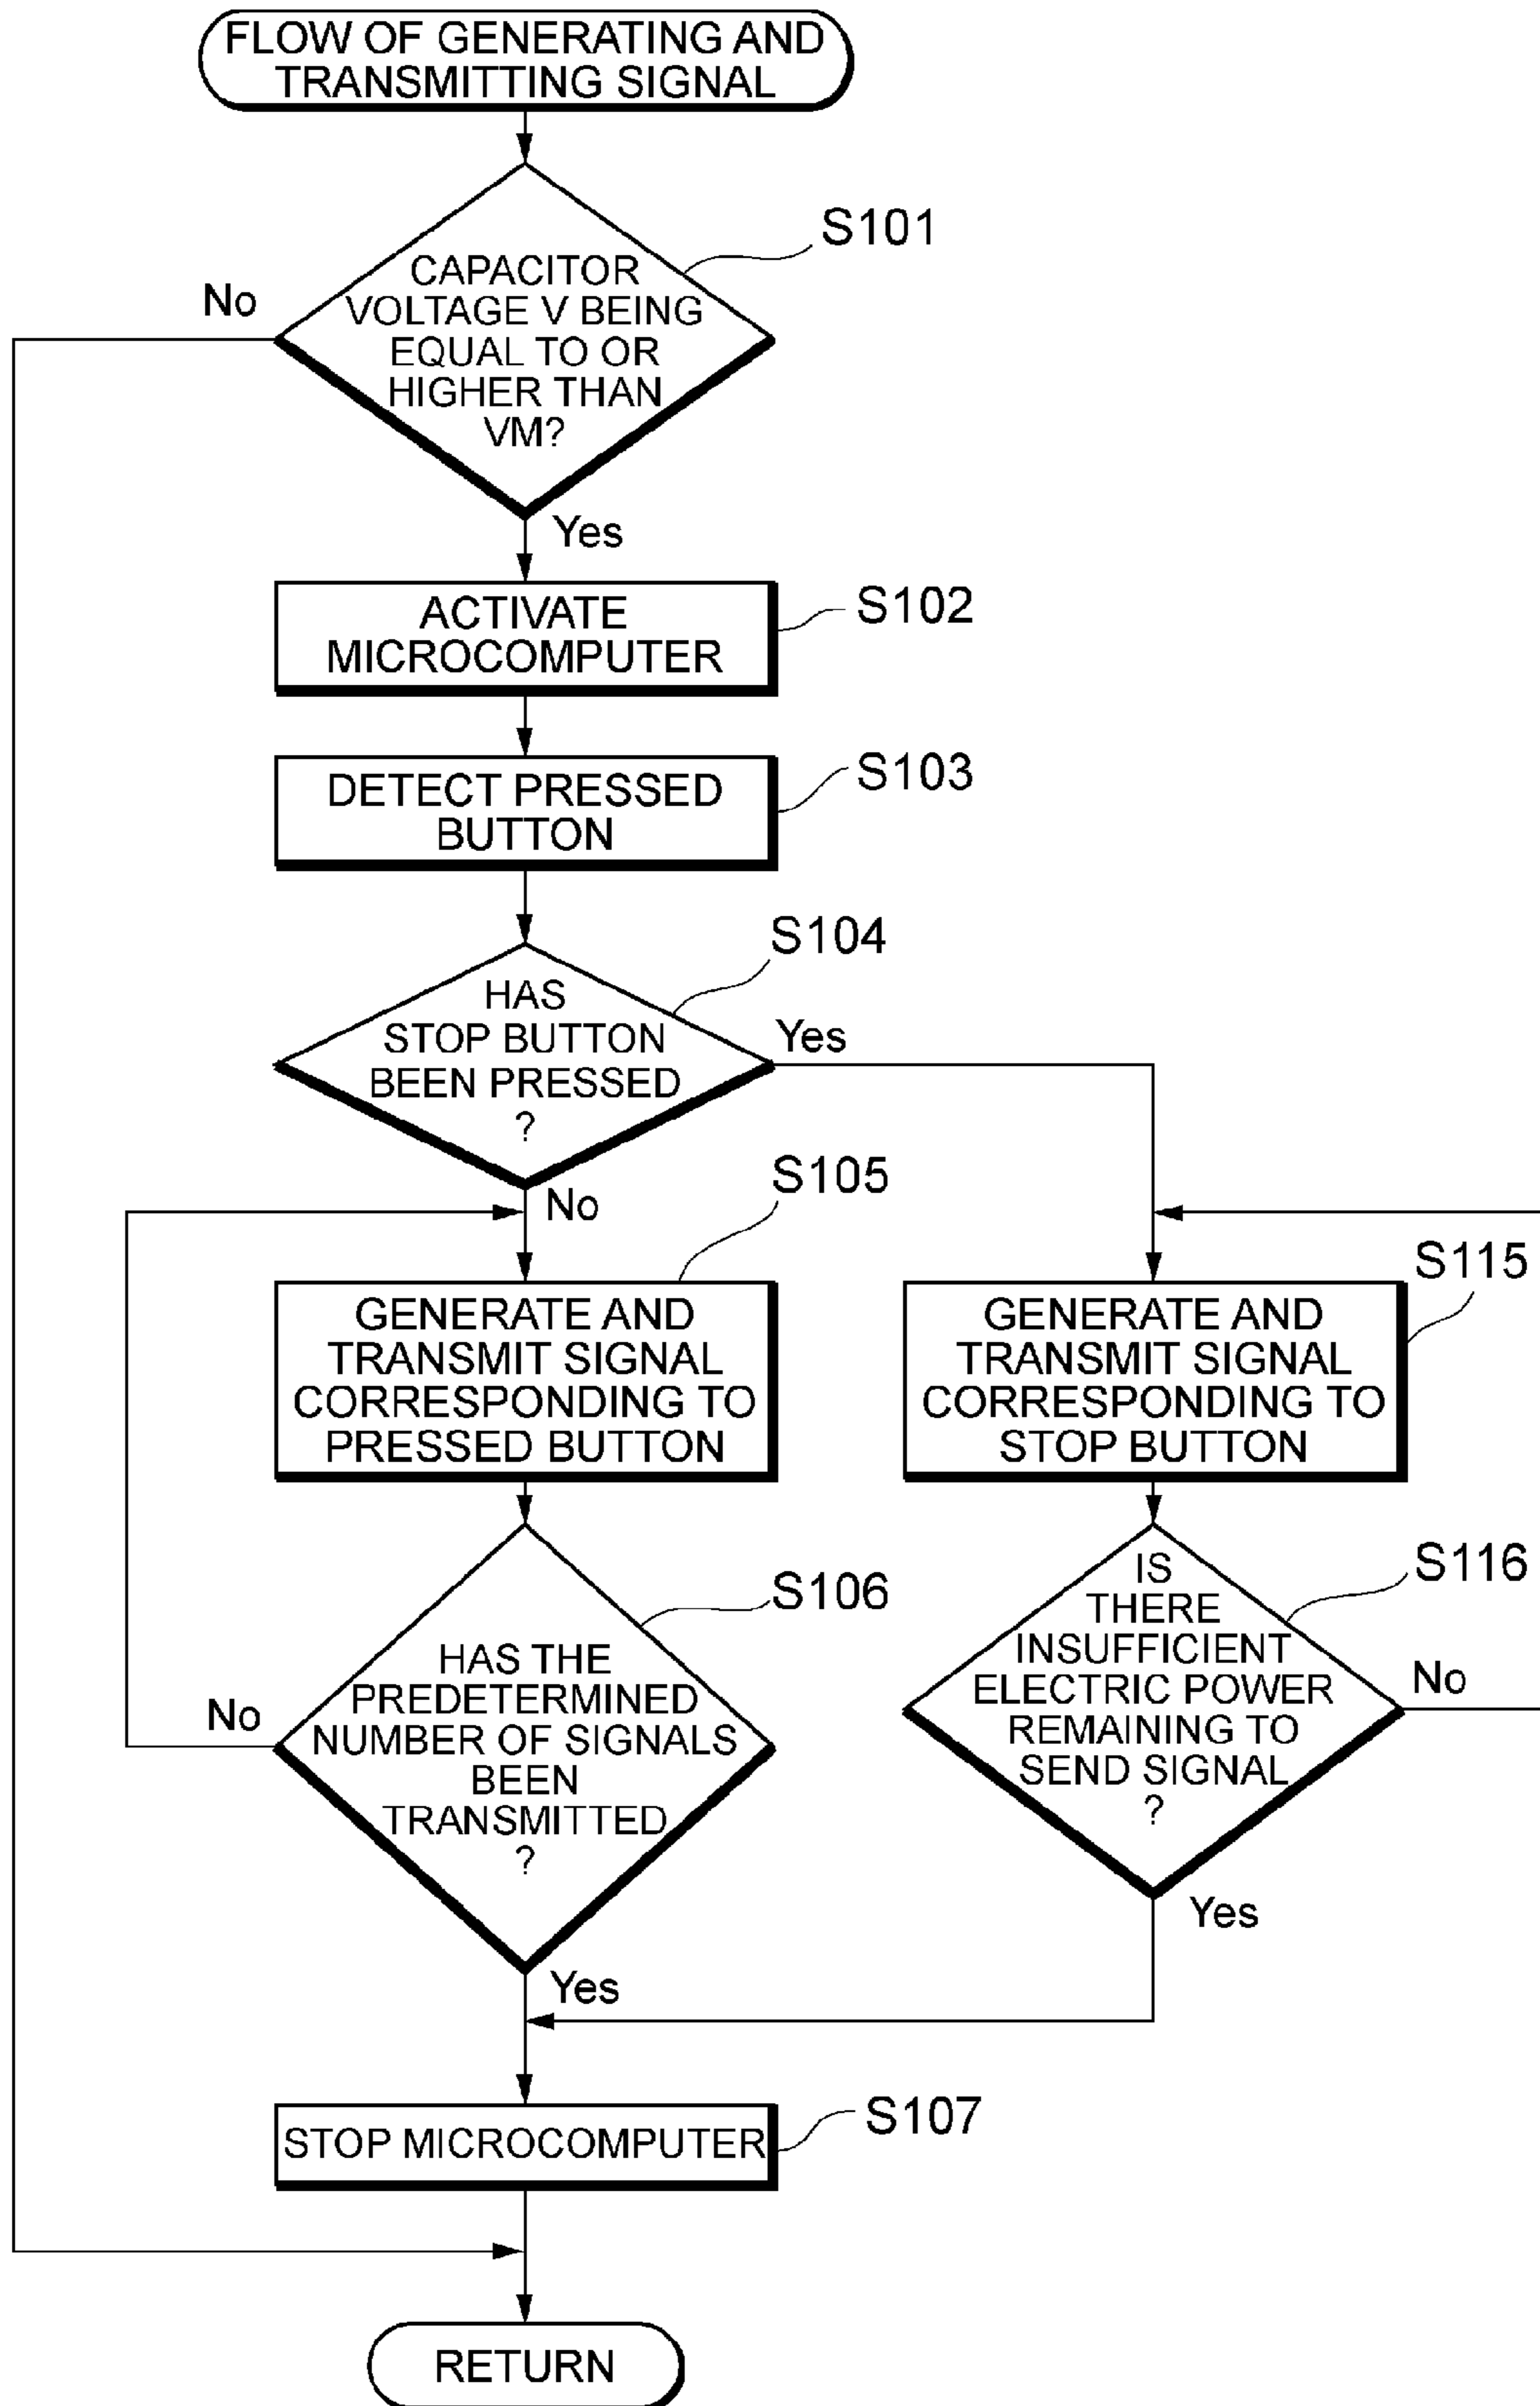 FLOW OF GENERATING AND
TRANSMITTING SIGNAL
S101
CAPACITOR
VOLTAGE V BEING
EQUAL TO OR
HIGHER THAN
VM?
No
Yes
ACTIVATE
MICROCOMPUTER
S102
DETECT PRESSED
BUTTON
S103
S104
HAS
STOP BUTTON
BEEN PRESSED
?
Yes
No
S105
GENERATE AND
TRANSMIT SIGNAL
CORRESPONDING TO
PRESSED BUTTON
S115
GENERATE AND
TRANSMIT SIGNAL
CORRESPONDING TO
STOP BUTTON
S106
HAS THE
PREDETERMINED
NUMBER OF SIGNALS
BEEN
TRANSMITTED
?
No
Yes
S116
IS
THERE
INSUFFICIENT
ELECTRIC POWER
REMAINING TO
SEND SIGNAL
?
No
Yes
STOP MICROCOMPUTER
S107
RETURN